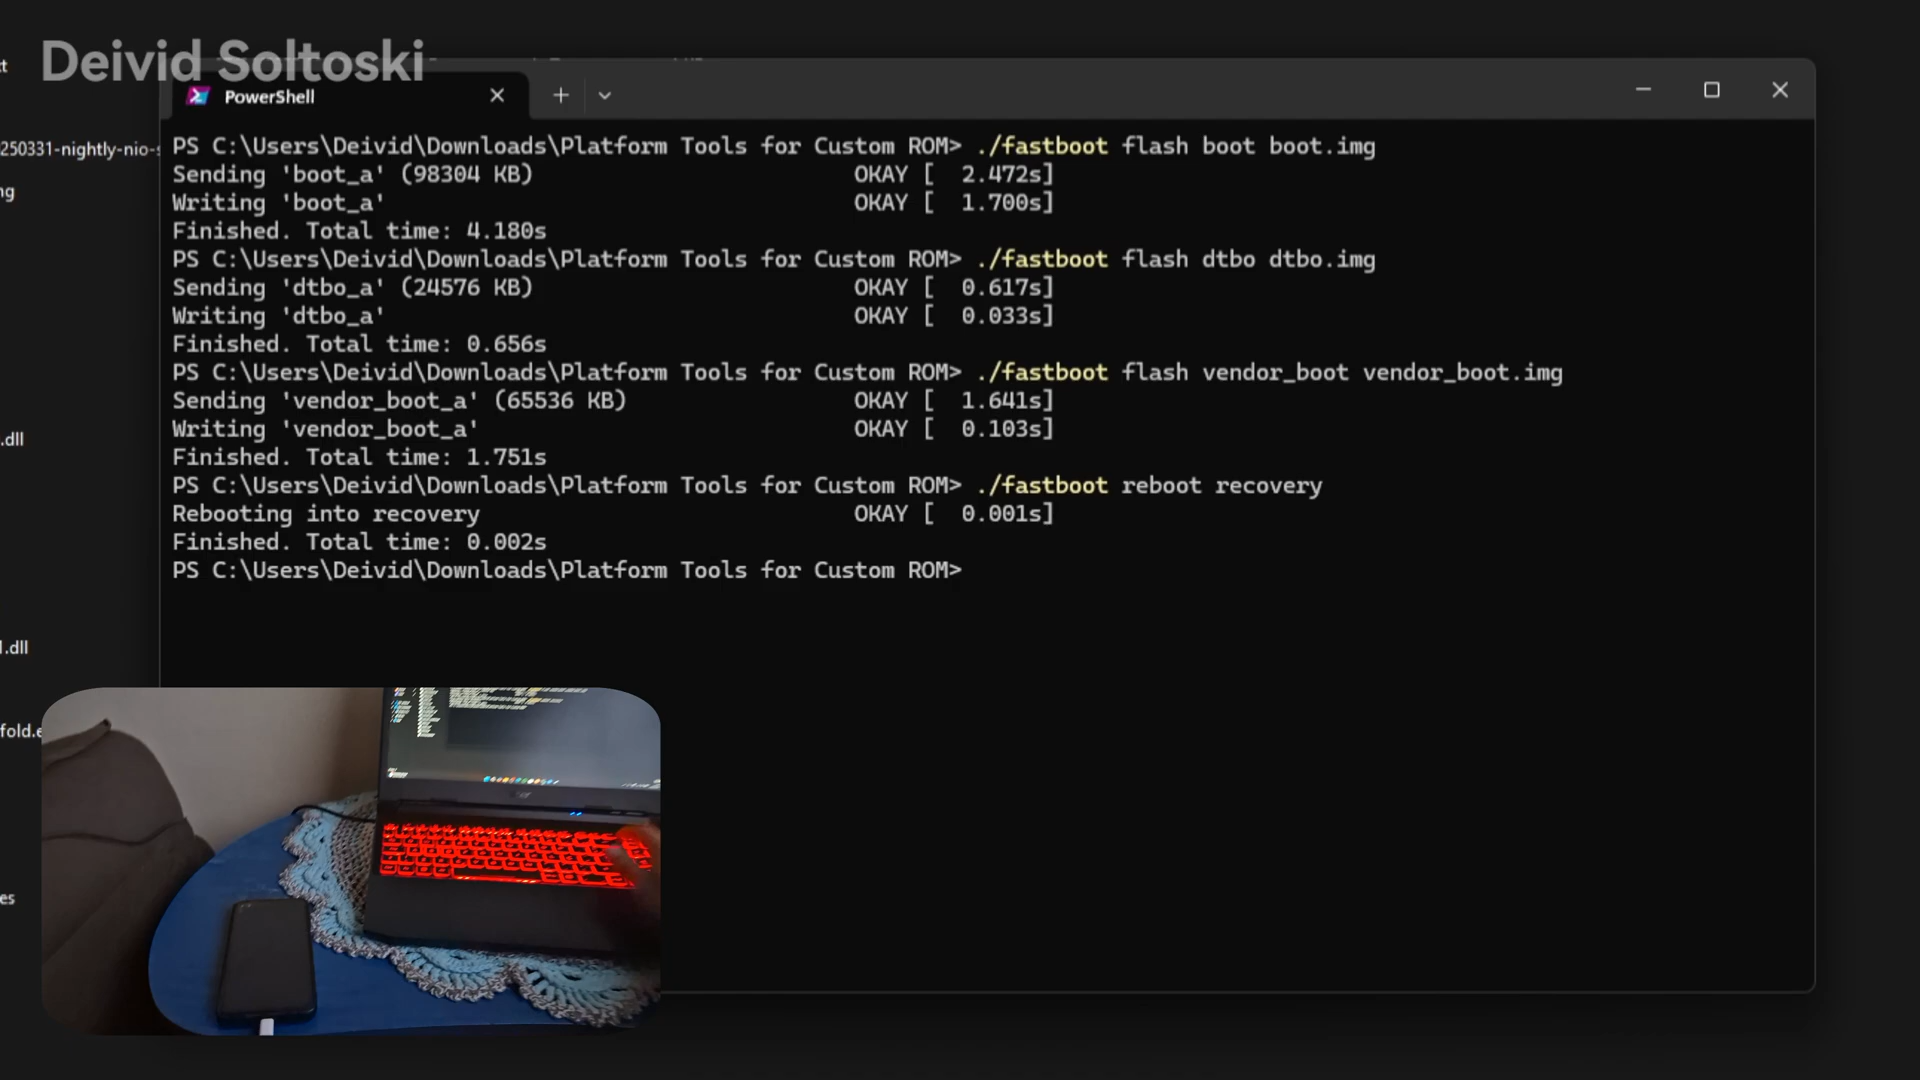 Deivid Soltoski
PowerShell
ct
250331-nightly-nio-s
ng
.dll
l.dll
fold.e
es
PS C:\Users\Deivid\Downloads\Platform Tools for Custom ROM> ./fastboot flash boot boot.img
Sending 'boot_a' (98304 KB) OKAY [ 2.472s]
Writing 'boot_a' OKAY [ 1.700s]
Finished. Total time: 4.180s
PS C:\Users\Deivid\Downloads\Platform Tools for Custom ROM> ./fastboot flash dtbo dtbo.img
Sending 'dtbo_a' (24576 KB) OKAY [ 0.617s]
Writing 'dtbo_a' OKAY [ 0.033s]
Finished. Total time: 0.656s
PS C:\Users\Deivid\Downloads\Platform Tools for Custom ROM> ./fastboot flash vendor_boot vendor_boot.img
Sending 'vendor_boot_a' (65536 KB) OKAY [ 1.641s]
Writing 'vendor_boot_a' OKAY [ 0.103s]
Finished. Total time: 1.751s
PS C:\Users\Deivid\Downloads\Platform Tools for Custom ROM> ./fastboot reboot recovery
Rebooting into recovery OKAY [ 0.001s]
Finished. Total time: 0.002s
PS C:\Users\Deivid\Downloads\Platform Tools for Custom ROM>
acer